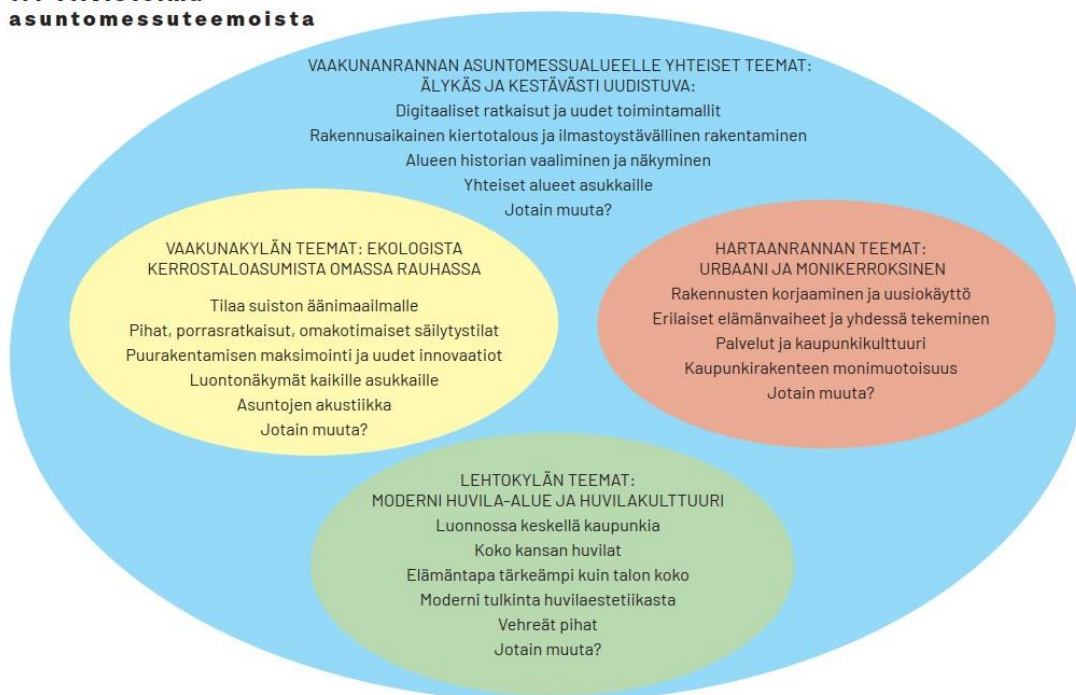 asuntomessuteemoista
VAAKUNANRANNAN ASUNTOMESSUALUEELLE YHTEISET TEEMAT:
ÄLYKÄS JA KESTÄVÄSTI UUDISTUVA:
Digitaaliset ratkaisut ja uudet toimintamallit
Rakennusaikainen kiertotalous ja ilmastoystävällinen rakentaminen
Alueen historian vaaliminen ja näkyminen
Yhteiset alueet asukkaille
Jotain muuta?
VAAKUNAKYLÄN TEEMAT: EKOLOGISTA
KERROSTALOASUMISTA OMASSA RAUHASSA
Tilaa suiston äänimaailmalle
Pihat, porrasratkaisut, omakotimaiset säilytystilat
Puurakentamisen maksimointi ja uudet innovaatiot
Luontonäkymät kaikille asukkaille
Asuntojen akustiikka
Jotain muuta?
HARTAANRANNAN TEEMAT:
URBAANI JA MONIKERROKSINEN
Rakennusten korjaaminen ja uusiokäyttö
Erilaiset elämänvaiheet ja yhdessä tekeminen
Palvelut ja kaupunkikulttuuri
Kaupunkirakenteen monimuotoisuus
Jotain muuta?
LEHTOKYLÄN TEEMAT:
MODERNI HUVILA-ALUE JA HUVILAKULTTUURI
Luonnossa keskellä kaupunkia
Koko kansan huvilat
Elämäntapa tärkeämpi kuin talon koko
Moderni tulkinta huvilaestetiikasta
Vehreät pihat
Jotain muuta?